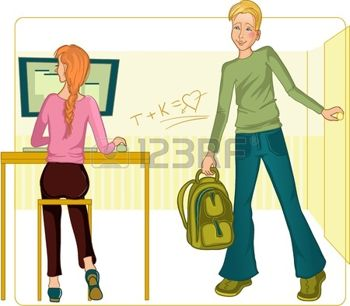 T + K = ♡
123RF